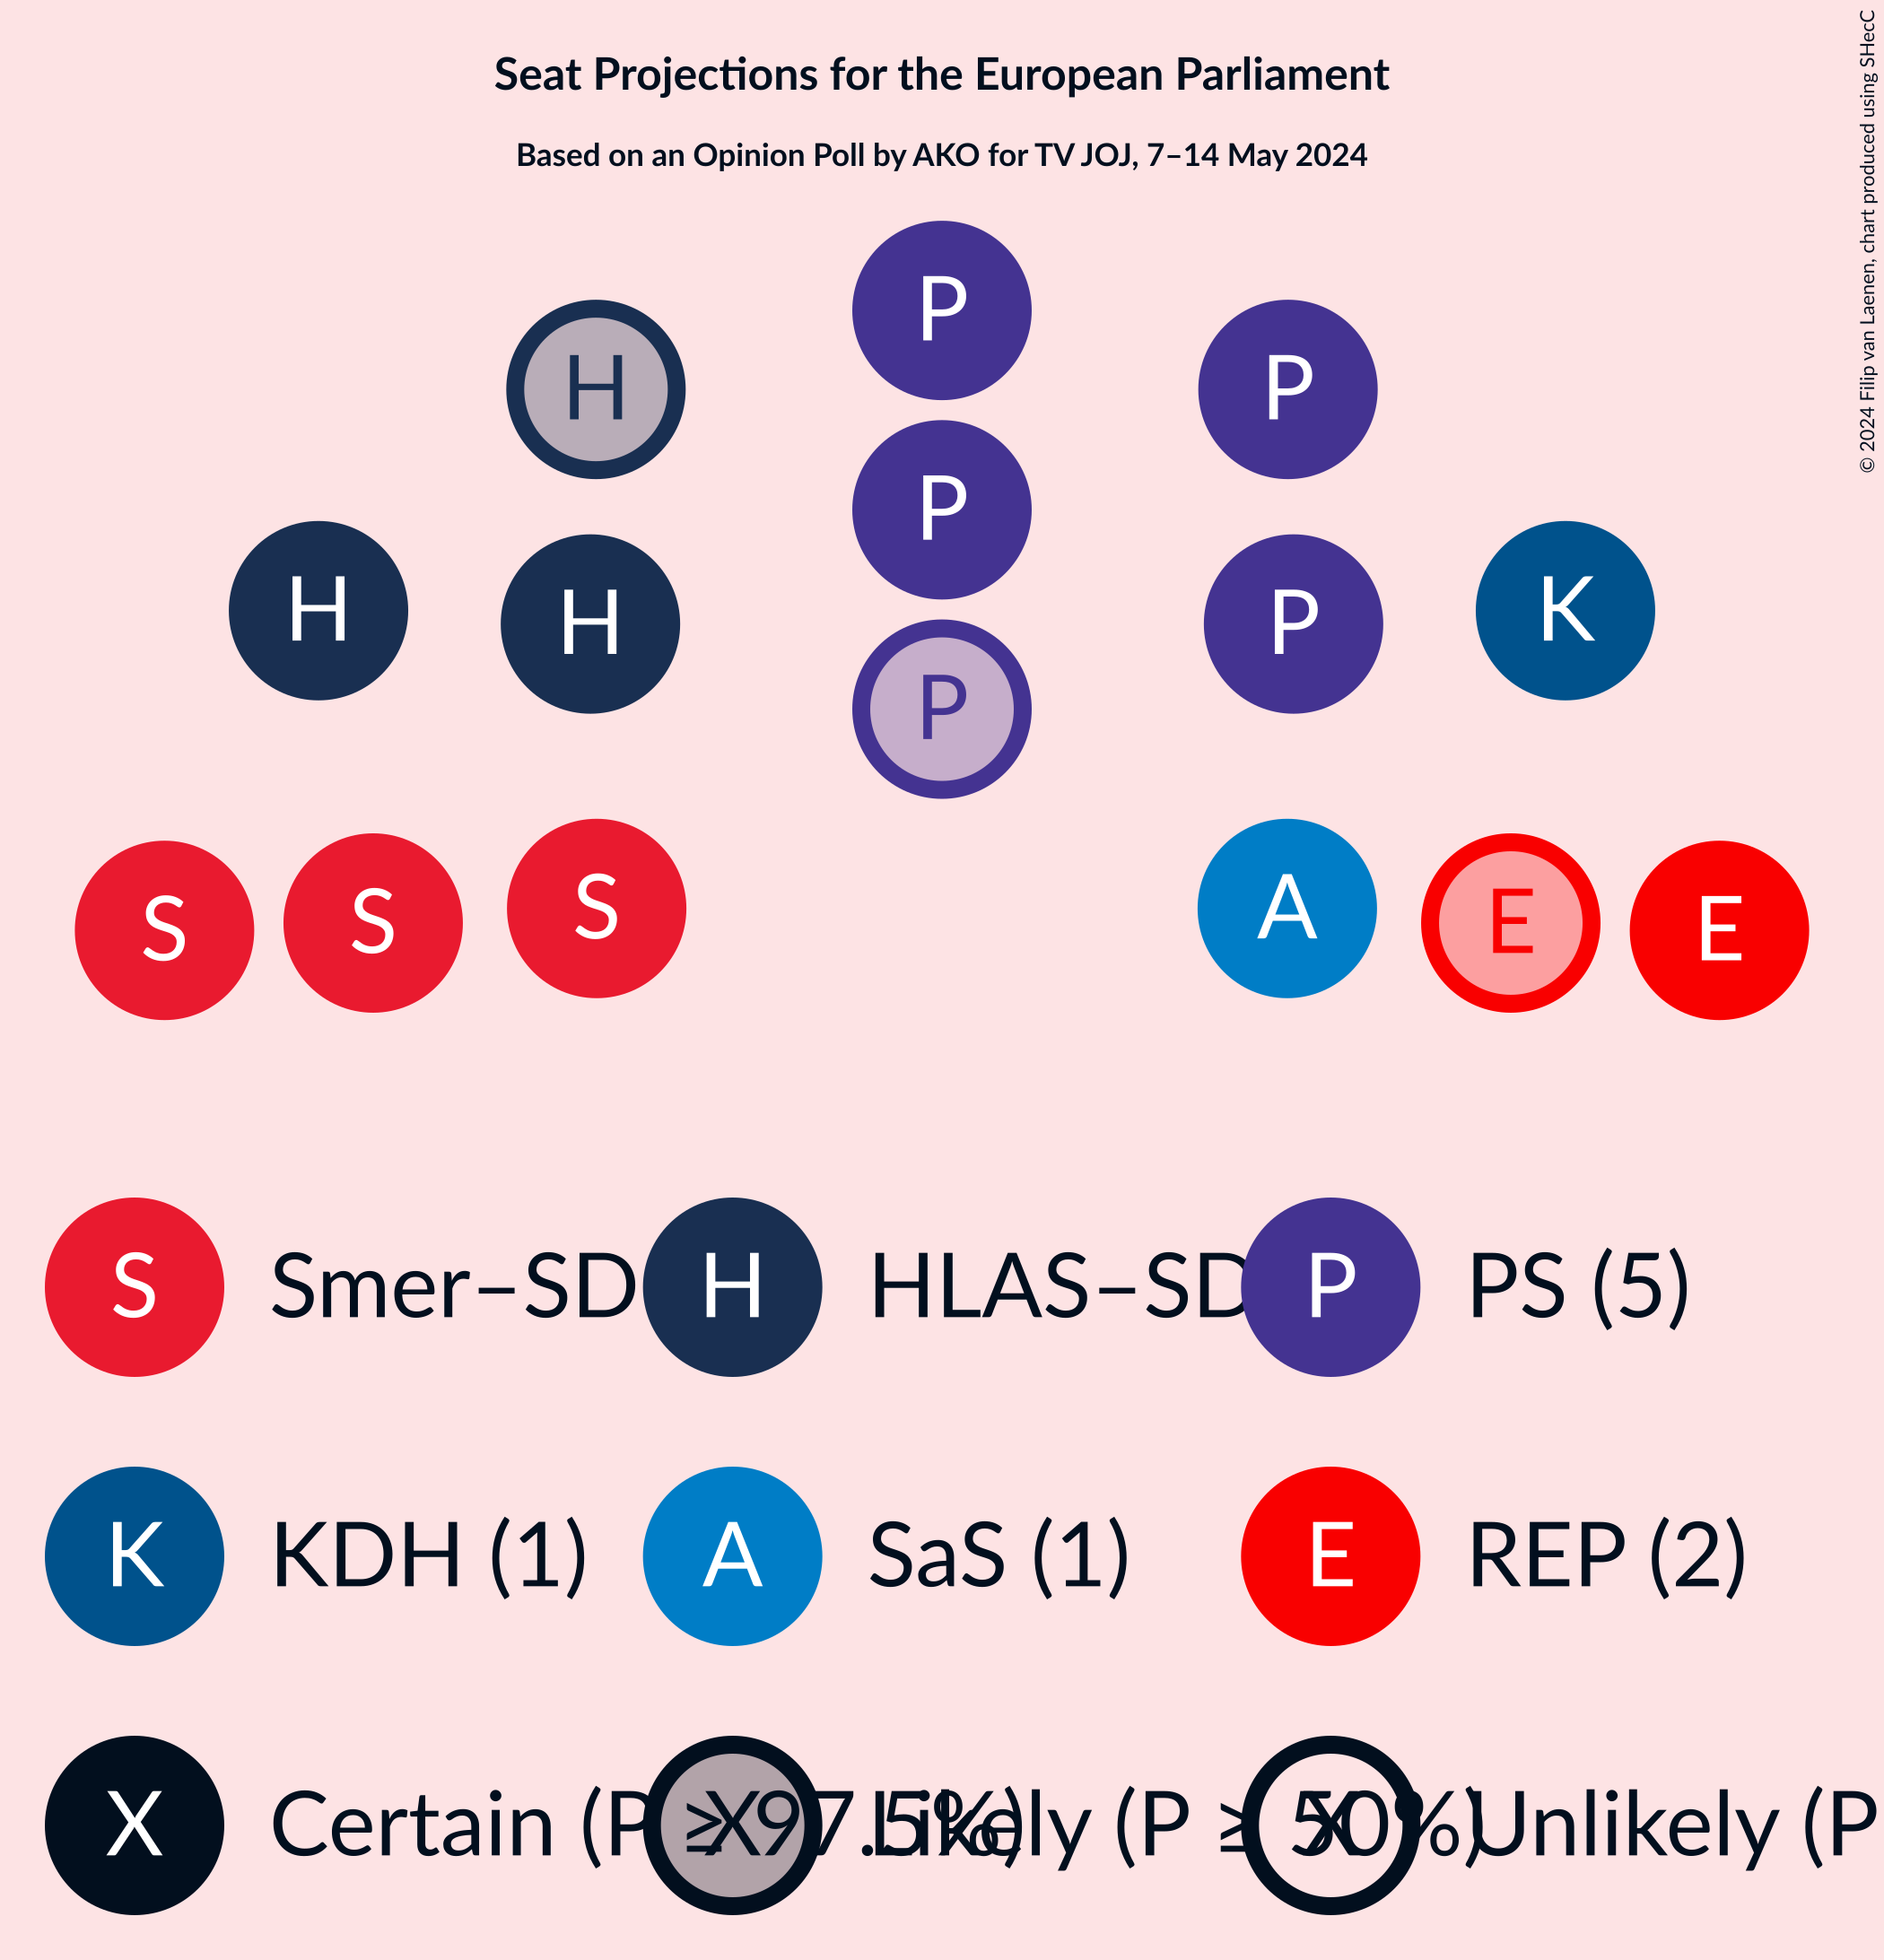 Seat Projections for the European Parliament
Based on an Opinion Poll by AKO for TV JOJ, 7–14 May 2024
© 2024 Filip van Laenen, chart produced using SHecC
P
H
P
P
H
H
P
K
P
S
S
S
A
E
E
S Smer–SD H HLAS–SD P PS (5)
K KDH (1) A SaS (1) E REP (2)
X Certain (P ≥ 97.5%) X Likely (P ≥ 50%) X Unlikely (P